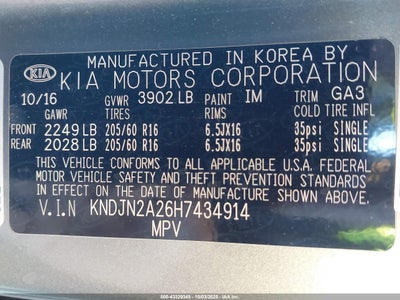 MANUFACTURED IN KOREA BY
KIA KIA MOTORS CORPORATION
10/16 GVWR 3902 LB PAINT IM TRIM GA3
GAWR TIRES RIMS COLD TIRE INFL
FRONT 2249 LB 205/60 R16 6.5JX16 35psi SINGLE
REAR 2028 LB 205/60 R16 6.5JX16 35psi SINGLE
THIS VEHICLE CONFORMS TO ALL APPLICABLE U.S.A. FEDERAL
MOTOR VEHICLE SAFETY AND THEFT PREVENTION STANDARDS
IN EFFECT ON THE DATE OF MANUFACTURE SHOWN ABOVE.
V.I.N KNDJN2A26H7434914
MPV